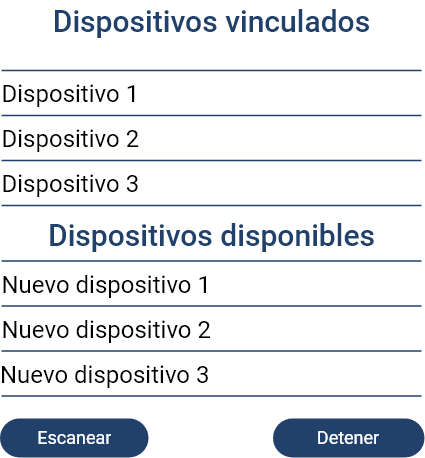 Dispositivos vinculados
Dispositivo 1
Dispositivo 2
Dispositivo 3
Dispositivos disponibles
Nuevo dispositivo 1
Nuevo dispositivo 2
Nuevo dispositivo 3
Escanear
Detener